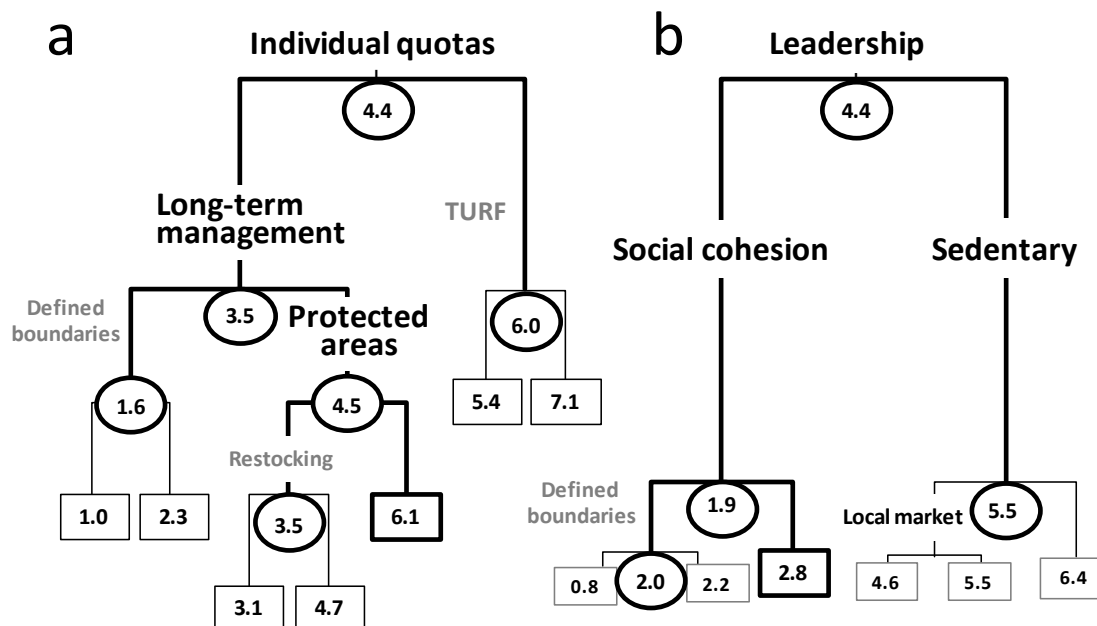 a
Individual quotas
4.4
Long-term
management
TURF
Defined
boundaries
3.5
Protected
areas
6.0
1.6
4.5
5.4
7.1
Restocking
1.0
2.3
3.5
6.1
3.1
4.7
b
Leadership
4.4
Social cohesion
Sedentary
Defined
boundaries
1.9
Local market
5.5
0.8
2.0
2.2
2.8
4.6
5.5
6.4